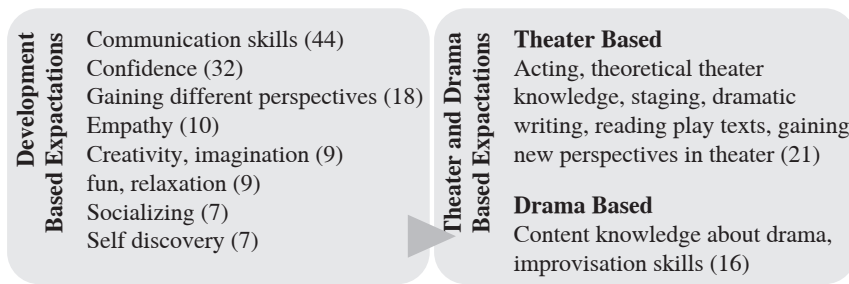 Development
Based Expactations
Communication skills (44)
Confidence (32)
Gaining different perspectives (18)
Empathy (10)
Creativity, imagination (9)
fun, relaxation (9)
Socializing (7)
Self discovery (7)
Theater and Drama
Based Expactations
Theater Based
Acting, theoretical theater
knowledge, staging, dramatic
writing, reading play texts, gaining
new perspectives in theater (21)
Drama Based
Content knowledge about drama,
improvisation skills (16)